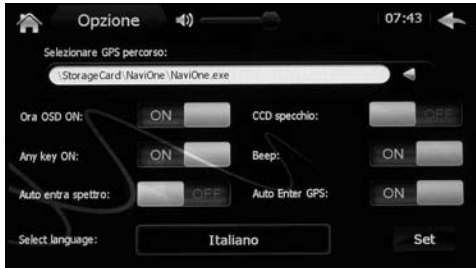 Opzione 07:43
Selezionare GPS percorso:
\StorageCard\NaviOne\NaviOne.exe
Ora OSD ON: ON CCD specchio: OFF
Any key ON: ON Beep: ON
Auto entra spettro: OFF Auto Enter GPS: ON
Select language: Italiano Set